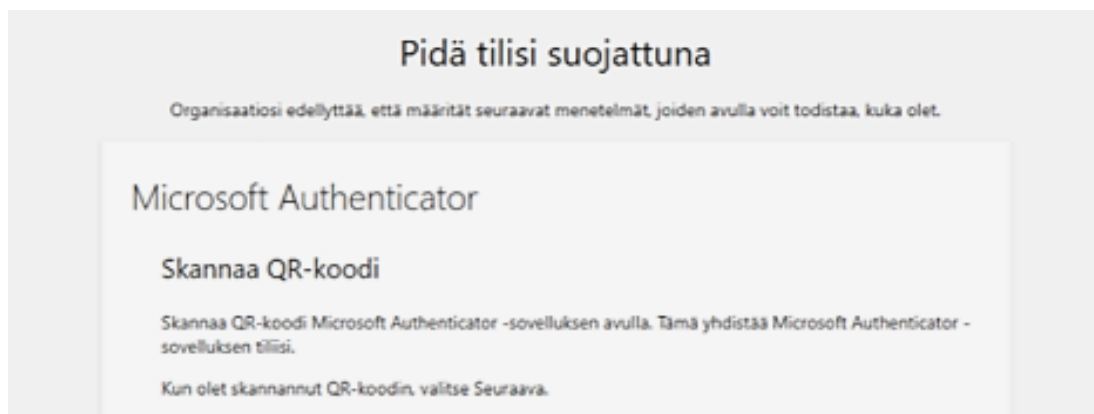 Pidä tilisi suojattuna
Organisaatiosi edellyttää, että määrität seuraavat menetelmät, joiden avulla voit todistaa, kuka olet.
Microsoft Authenticator
Skannaa QR-koodi
Skannaa QR-koodi Microsoft Authenticator -sovelluksen avulla. Tämä yhdistää Microsoft Authenticator -
sovelluksen tiliisi.
Kun olet skannannut QR-koodin, valitse Seuraava.